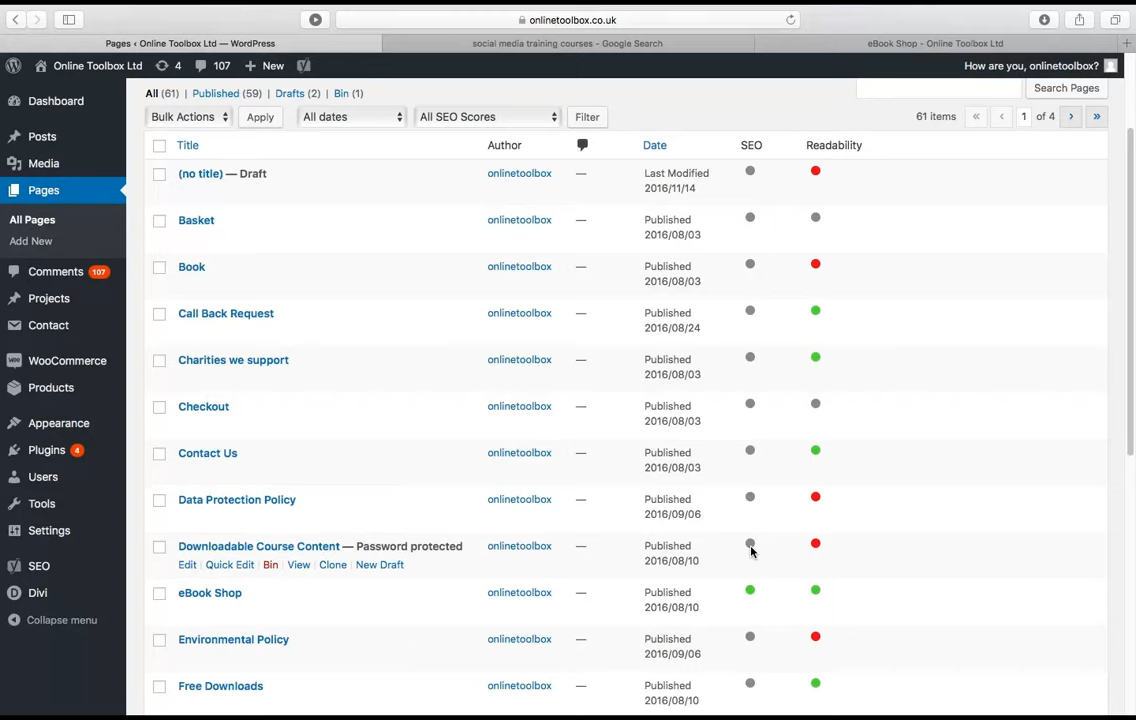 onlinetoolbox.co.uk
Pages ‹ Online Toolbox Ltd — WordPress
social media training courses - Google Search
eBook Shop - Online Toolbox Ltd
Online Toolbox Ltd 4 107 + New
How are you, onlinetoolbox?
Dashboard
Posts
Media
Pages
All Pages
Add New
Comments 107
Projects
Contact
WooCommerce
Products
Appearance
Plugins 4
Users
Tools
Settings
SEO
Divi
Collapse menu
All (61) | Published (59) | Drafts (2) | Bin (1)
Search Pages
Bulk Actions Apply All dates All SEO Scores Filter
61 items « ‹ 1 of 4 › »
Title Author Date SEO Readability
(no title) — Draft onlinetoolbox — Last Modified
2016/11/14
Basket onlinetoolbox — Published
2016/08/03
Book onlinetoolbox — Published
2016/08/03
Call Back Request onlinetoolbox — Published
2016/08/24
Charities we support onlinetoolbox — Published
2016/08/03
Checkout onlinetoolbox — Published
2016/08/03
Contact Us onlinetoolbox — Published
2016/08/03
Data Protection Policy onlinetoolbox — Published
2016/09/06
Downloadable Course Content — Password protected onlinetoolbox — Published
Edit | Quick Edit | Bin | View | Clone | New Draft 2016/08/10
eBook Shop onlinetoolbox — Published
2016/08/10
Environmental Policy onlinetoolbox — Published
2016/09/06
Free Downloads onlinetoolbox — Published
2016/08/10